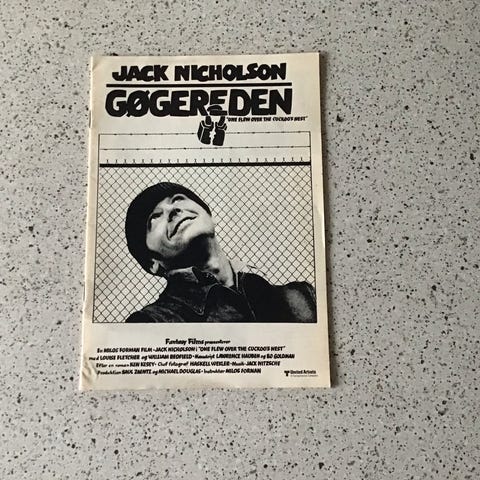 JACK NICHOLSON
GØGEREDEN
"ONE FLEW OVER THE CUCKOO'S NEST"
Fantasy Films præsenterer
En MILOS FORMAN FILM · JACK NICHOLSON i "ONE FLEW OVER THE CUCKOO'S NEST"
med LOUISE FLETCHER og WILLIAM REDFIELD · Manuskript LAWRENCE HAUBEN og BO GOLDMAN
Efter en roman af KEN KESEY · Chef fotograf HASKELL WEXLER · Musik · JACK NITZSCHE
Produktion SAUL ZAENTZ og MICHAEL DOUGLAS · Instruktør MILOS FORMAN
United Artists